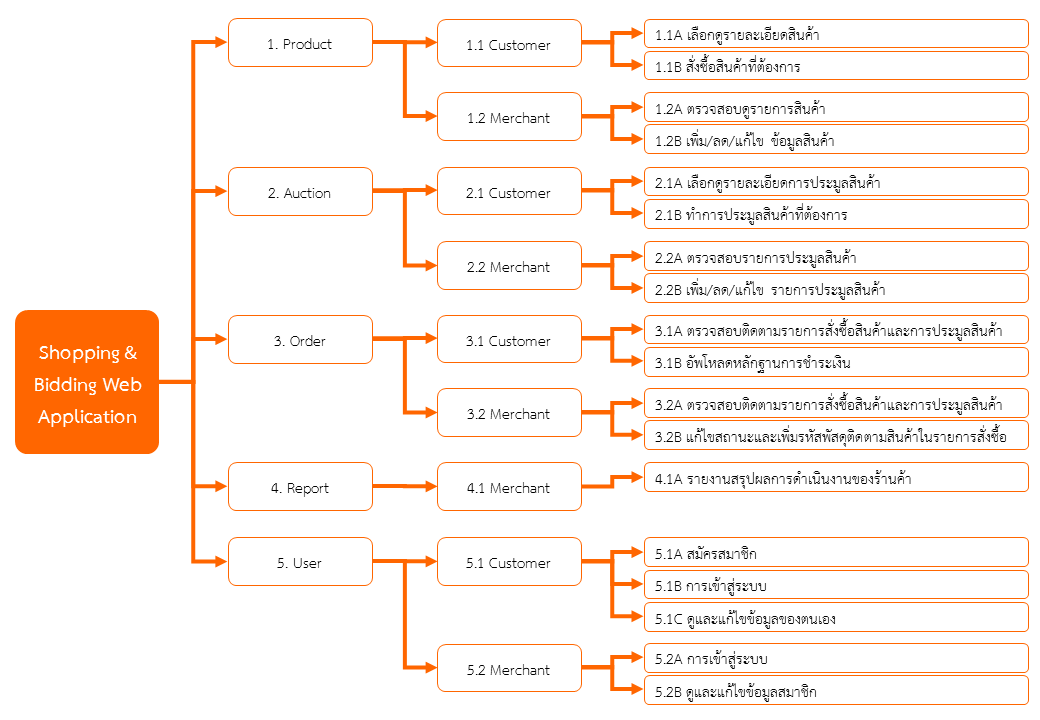 Shopping &
Bidding Web
Application
1. Product
1.1 Customer
1.1A เลือกดูรายละเอียดสินค้า
1.1B สั่งซื้อสินค้าที่ต้องการ
1.2 Merchant
1.2A ตรวจสอบดูรายการสินค้า
1.2B เพิ่ม/ลด/แก้ไข ข้อมูลสินค้า
2. Auction
2.1 Customer
2.1A เลือกดูรายละเอียดการประมูลสินค้า
2.1B ทำการประมูลสินค้าที่ต้องการ
2.2 Merchant
2.2A ตรวจสอบรายการประมูลสินค้า
2.2B เพิ่ม/ลด/แก้ไข รายการประมูลสินค้า
3. Order
3.1 Customer
3.1A ตรวจสอบติดตามรายการสั่งซื้อสินค้าและการประมูลสินค้า
3.1B อัพโหลดหลักฐานการชำระเงิน
3.2 Merchant
3.2A ตรวจสอบติดตามรายการสั่งซื้อสินค้าและการประมูลสินค้า
3.2B แก้ไขสถานะและเพิ่มรหัสพัสดุติดตามสินค้าในรายการสั่งซื้อ
4. Report
4.1 Merchant
4.1A รายงานสรุปผลการดำเนินงานของร้านค้า
5. User
5.1 Customer
5.1A สมัครสมาชิก
5.1B การเข้าสู่ระบบ
5.1C ดูและแก้ไขข้อมูลของตนเอง
5.2 Merchant
5.2A การเข้าสู่ระบบ
5.2B ดูและแก้ไขข้อมูลสมาชิก